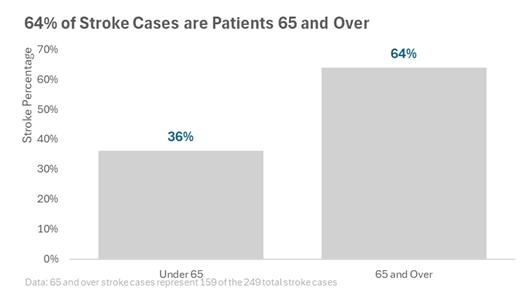 64% of Stroke Cases are Patients 65 and Over
Stroke Percentage
70%
60%
50%
40%
30%
20%
10%
0%
36%
64%
Under 65
65 and Over
Data: 65 and over stroke cases represent 159 of the 249 total stroke cases